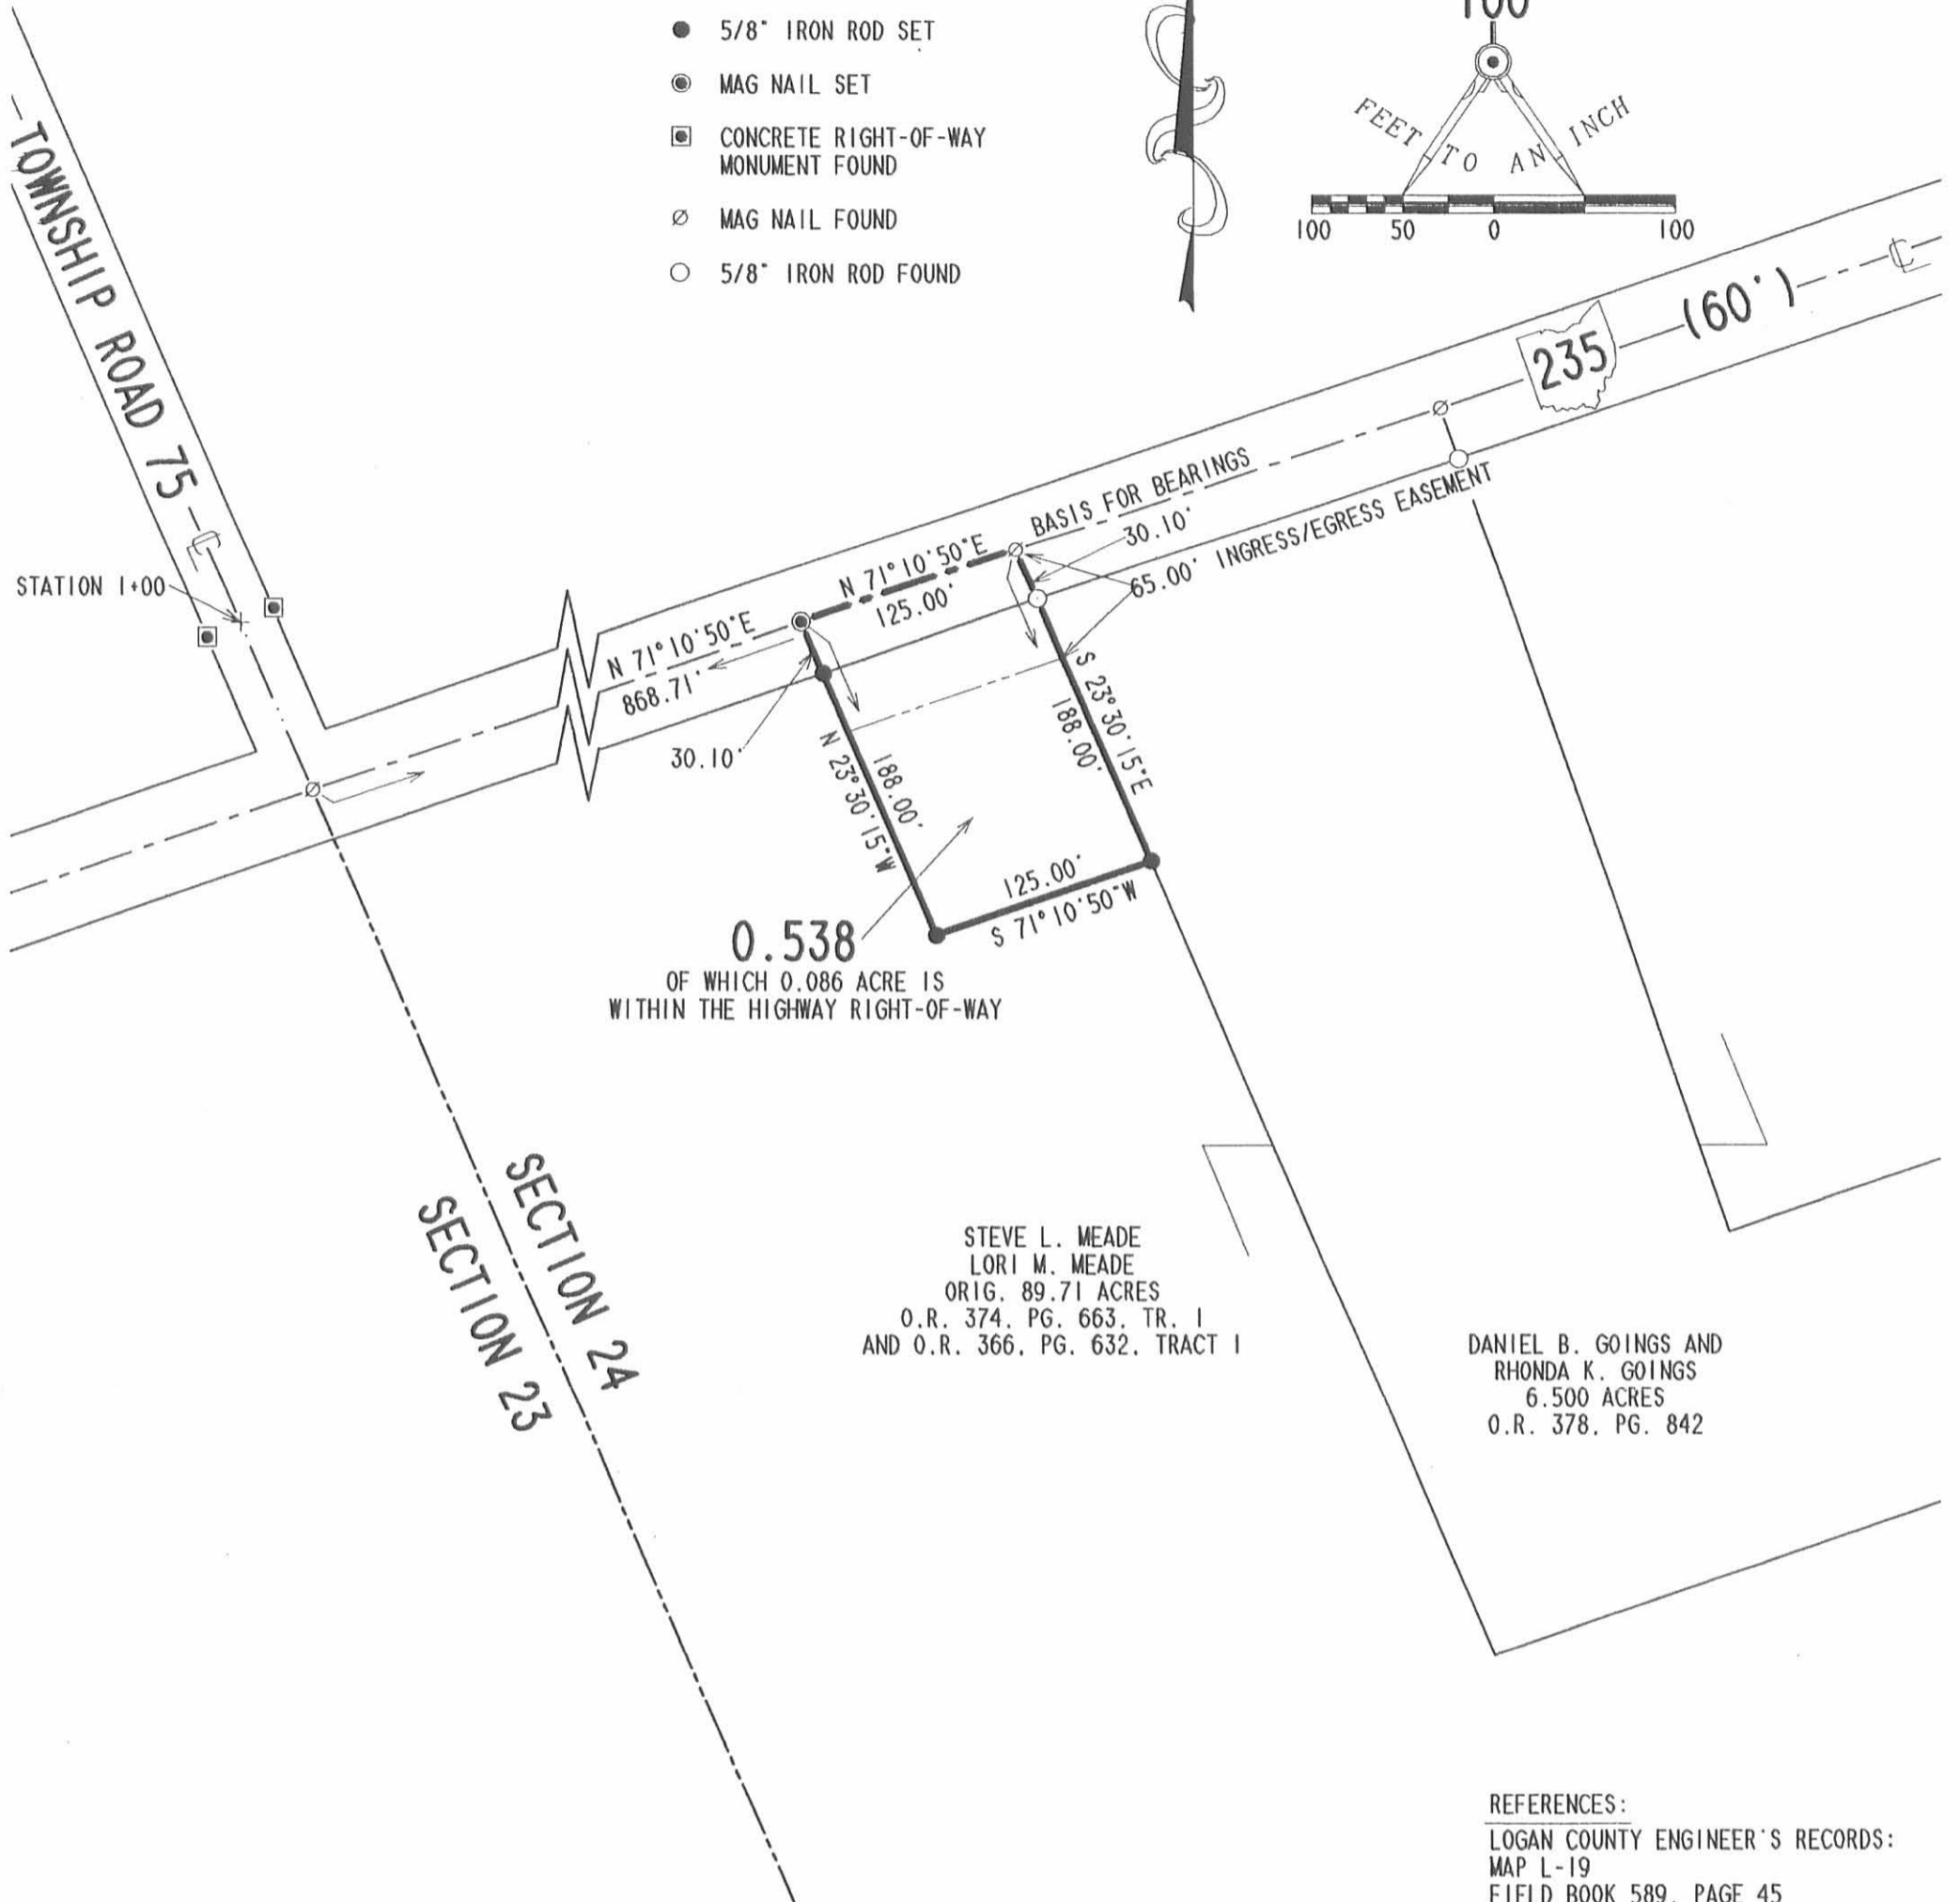 5/8" IRON ROD SET
MAG NAIL SET
CONCRETE RIGHT-OF-WAY
MONUMENT FOUND
MAG NAIL FOUND
5/8" IRON ROD FOUND
100
FEET TO AN INCH
100 50 0 100
TOWNSHIP ROAD 75
STATION 1+00
235
(60')
BASIS FOR BEARINGS
30.10'
65.00' INGRESS/EGRESS EASEMENT
N 71°10'50"E
125.00'
N 71°10'50"E
868.71'
30.10'
N 23°30'15"W
188.00'
S 23°30'15"E
188.00'
125.00'
S 71°10'50"W
0.538
OF WHICH 0.086 ACRE IS
WITHIN THE HIGHWAY RIGHT-OF-WAY
SECTION 24
SECTION 23
STEVE L. MEADE
LORI M. MEADE
ORIG. 89.71 ACRES
O.R. 374, PG. 663, TR. 1
AND O.R. 366, PG. 632, TRACT 1
DANIEL B. GOINGS AND
RHONDA K. GOINGS
6.500 ACRES
O.R. 378, PG. 842
REFERENCES:
LOGAN COUNTY ENGINEER'S RECORDS:
MAP L-19
FIELD BOOK 589, PAGE 45